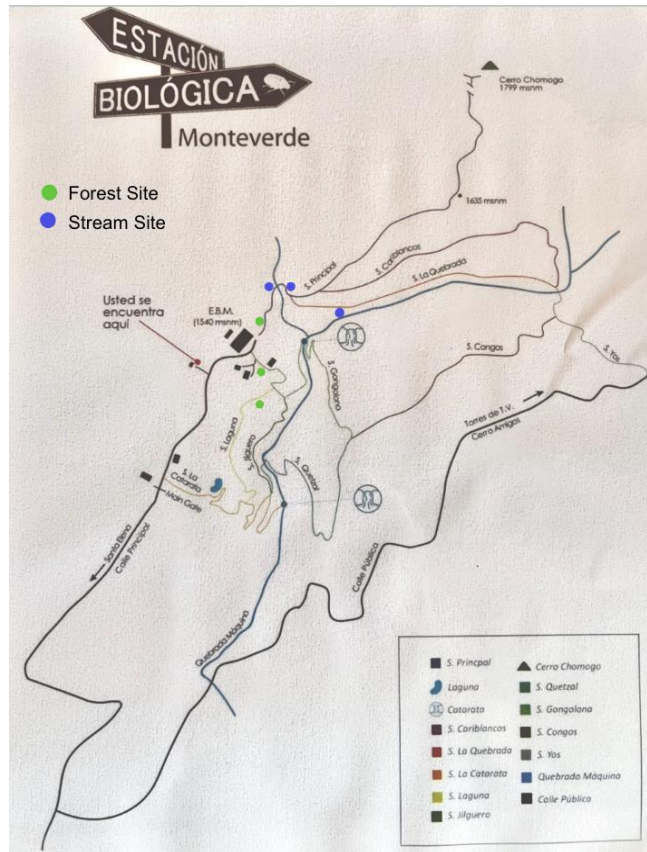 ESTACIÓN
BIOLÓGICA
Monteverde
Forest Site
Stream Site
Cerro Chomogo
1799 msnm
1635 msnm
S. Principal
S. Cariblancos
S. La Quebrada
Usted se
encuentra
aquí
E.B.M.
(1540 msnm)
S. Gongolona
S. Congos
S. Yos
Torres de T.V.
Cerro Amigos
S. Laguna
S. Jilguero
S. Quetzal
S. La
Catarata
Main Gate
Santa Elena
Calle Principal
Calle Pública
Quebrada Máquina
S. Princpal
Laguna
Catarata
S. Cariblancos
S. La Quebrada
S. La Catarata
S. Laguna
S. Jilguero
Cerro Chomogo
S. Quetzal
S. Gongolona
S. Congos
S. Yos
Quebrada Máquina
Calle Público